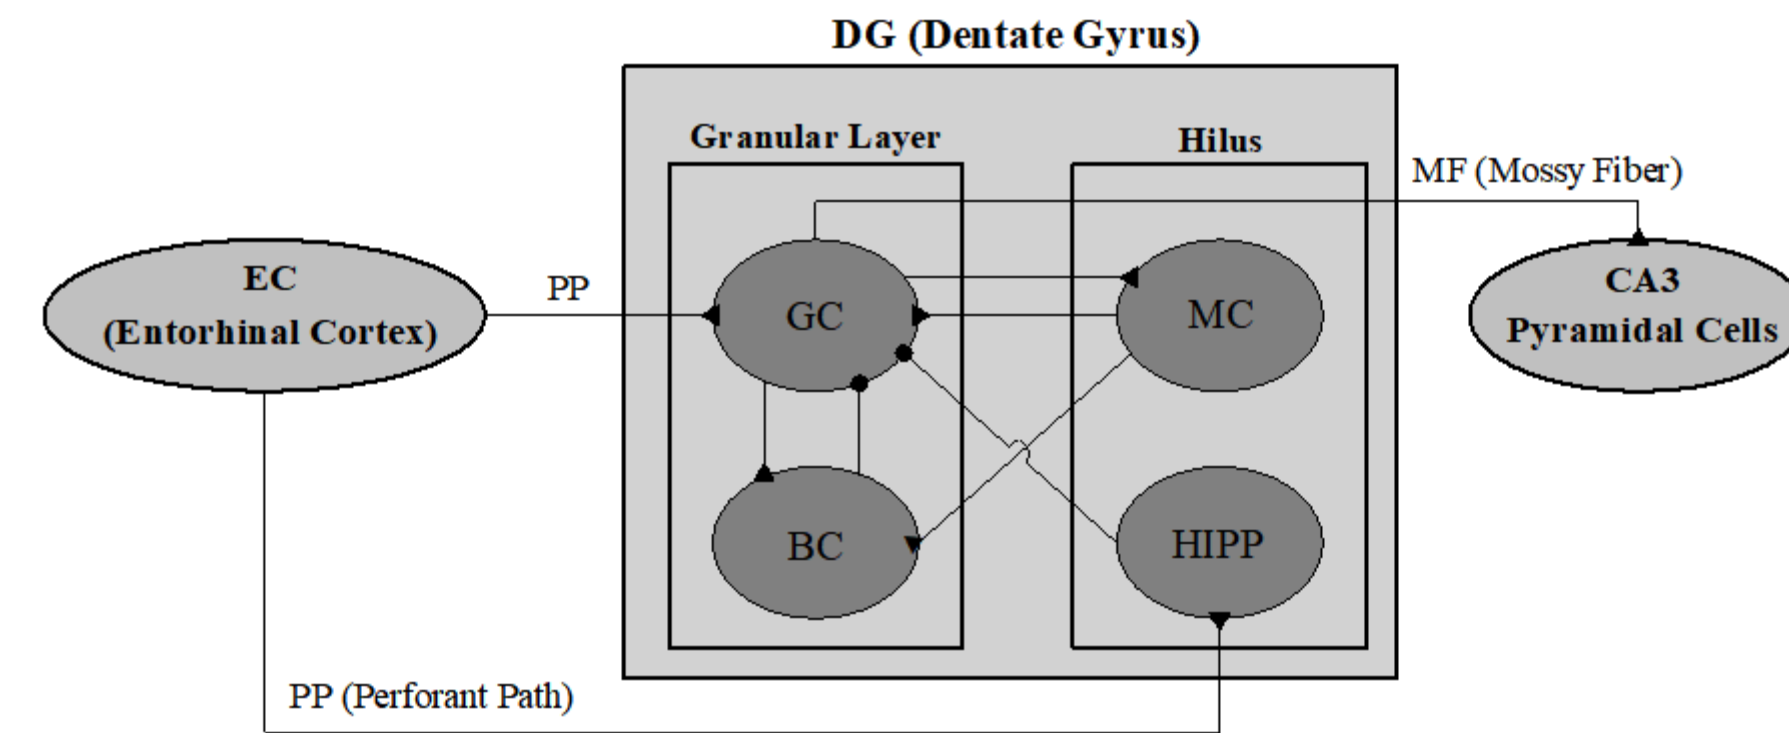 DG (Dentate Gyrus)
Granular Layer
Hilus
MF (Mossy Fiber)
EC
(Entorhinal Cortex)
PP
GC
MC
CA3
Pyramidal Cells
BC
HIPP
PP (Perforant Path)